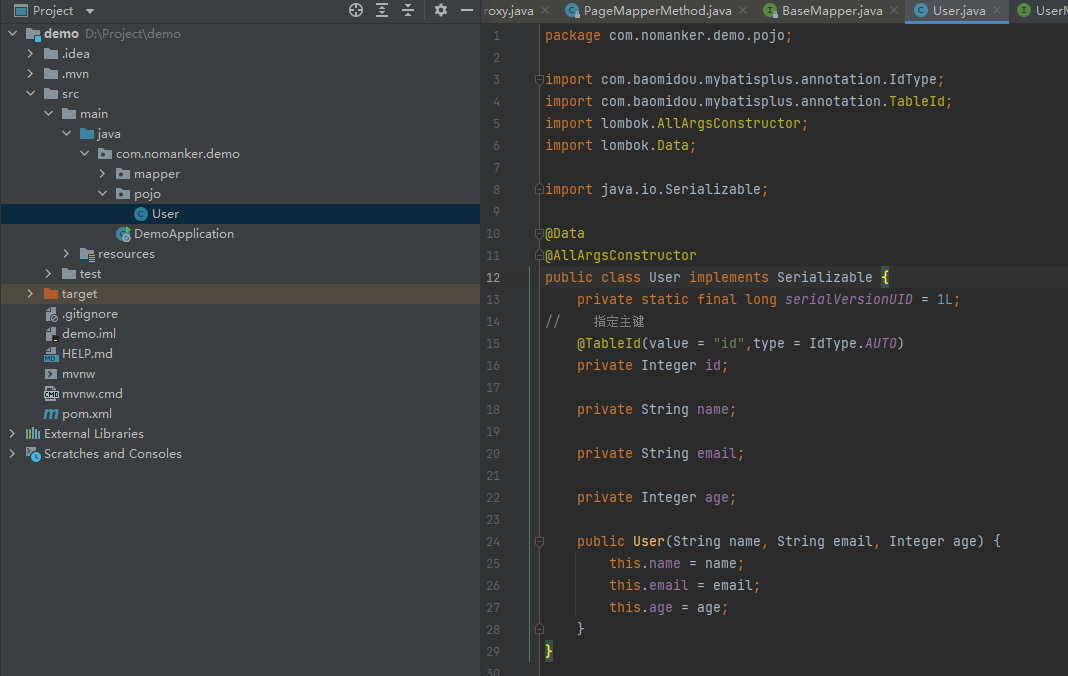 Project
demo D:\Project\demo
.idea
.mvn
src
main
java
com.nomanker.demo
mapper
pojo
User
DemoApplication
resources
test
target
.gitignore
demo.iml
HELP.md
mvnw
mvnw.cmd
pom.xml
External Libraries
Scratches and Consoles
roxy.java PageMapperMethod.java BaseMapper.java User.java UserM
1 package com.nomanker.demo.pojo;
2
3 import com.baomidou.mybatisplus.annotation.IdType;
4 import com.baomidou.mybatisplus.annotation.TableId;
5 import lombok.AllArgsConstructor;
6 import lombok.Data;
7
8 import java.io.Serializable;
9
10 @Data
11 @AllArgsConstructor
12 public class User implements Serializable {
13 private static final long serialVersionUID = 1L;
14 // 指定主键
15 @TableId(value = "id",type = IdType.AUTO)
16 private Integer id;
17
18 private String name;
19
20 private String email;
21
22 private Integer age;
23
24 public User(String name, String email, Integer age) {
25 this.name = name;
26 this.email = email;
27 this.age = age;
28 }
29 }
30